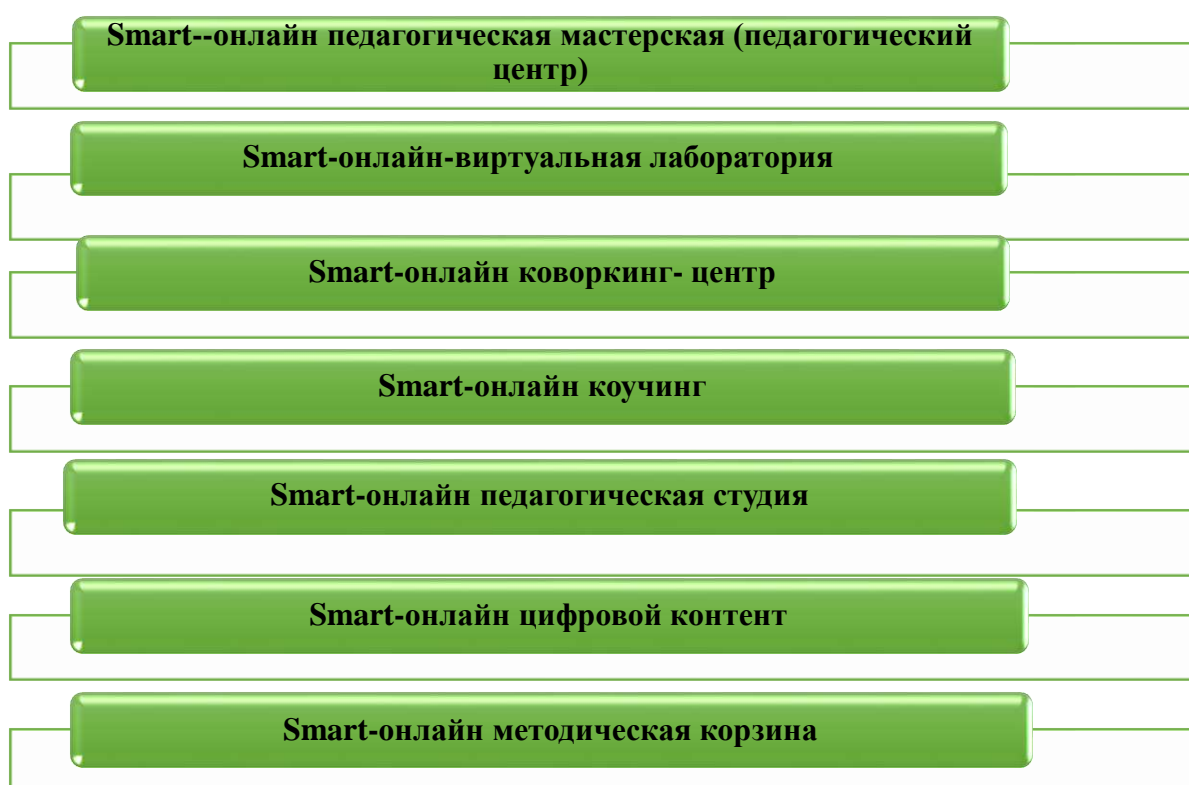 Smart--онлайн педагогическая мастерская (педагогический
центр)
Smart-онлайн-виртуальная лаборатория
Smart-онлайн коворкинг- центр
Smart-онлайн коучинг
Smart-онлайн педагогическая студия
Smart-онлайн цифровой контент
Smart-онлайн методическая корзина